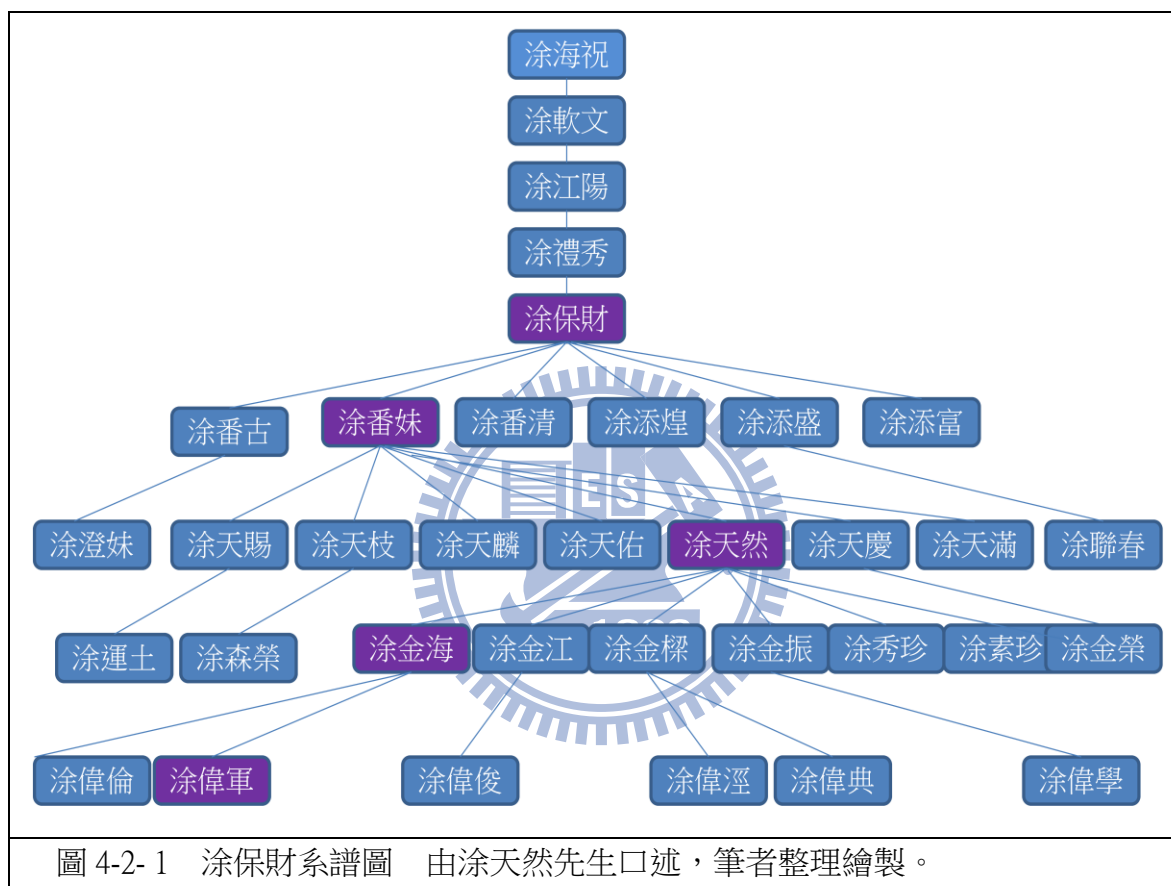 涂海祝
涂軟文
涂江陽
涂禮秀
涂保財
涂番古 涂番妹 涂番清 涂添煌 涂添盛 涂添富
涂澄妹 涂天賜 涂天枝 涂天麟 涂天佑 涂天然 涂天慶 涂天滿 涂聯春
涂運土 涂森榮 涂金海 涂金江 涂金樑 涂金振 涂秀珍 涂素珍 涂金榮
涂偉倫 涂偉軍 涂偉俊 涂偉涇 涂偉典 涂偉學
圖 4-2- 1 涂保財系譜圖 由涂天然先生口述，筆者整理繪製。